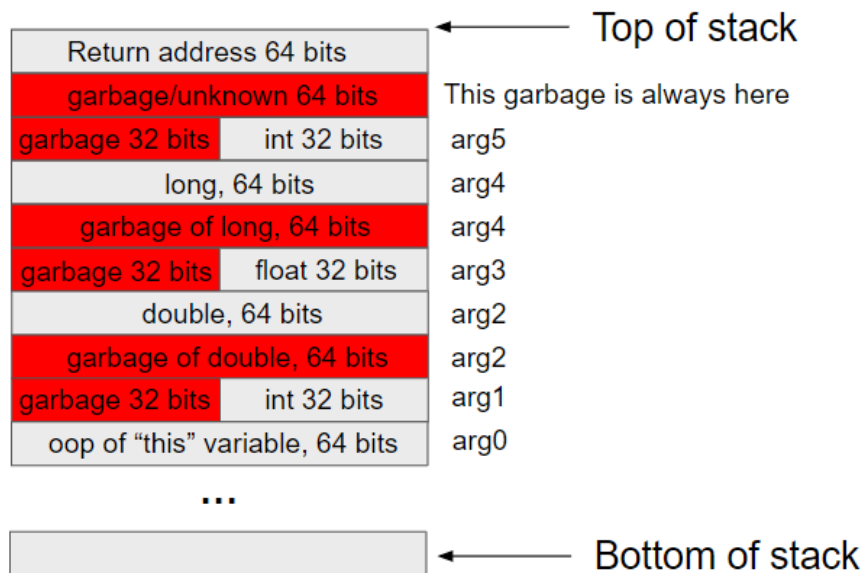 Top of stack
Return address 64 bits
garbage/unknown 64 bits This garbage is always here
garbage 32 bits int 32 bits arg5
long, 64 bits arg4
garbage of long, 64 bits arg4
garbage 32 bits float 32 bits arg3
double, 64 bits arg2
garbage of double, 64 bits arg2
garbage 32 bits int 32 bits arg1
oop of “this” variable, 64 bits arg0
...
Bottom of stack